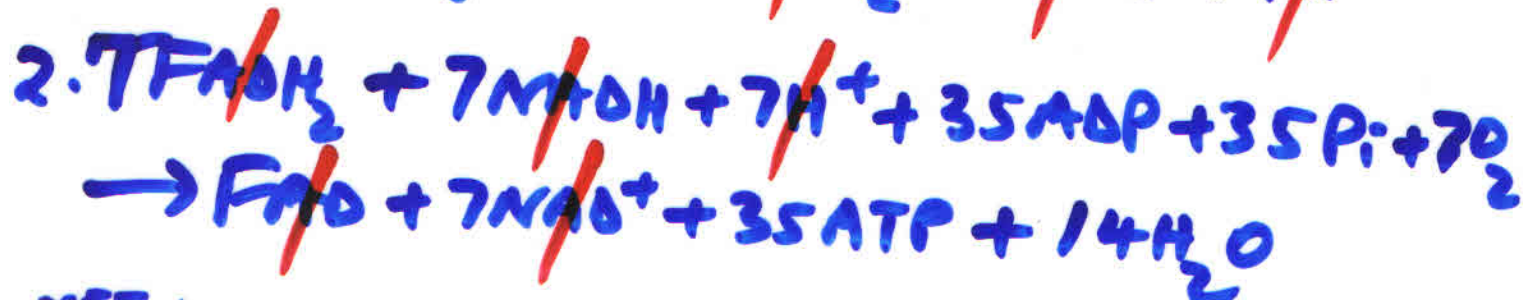 2. 7FADH₂ + 7NADH + 7H⁺ + 35ADP + 35Pi + 7O₂
→ FAD + 7NAD⁺ + 35ATP + 14H₂O